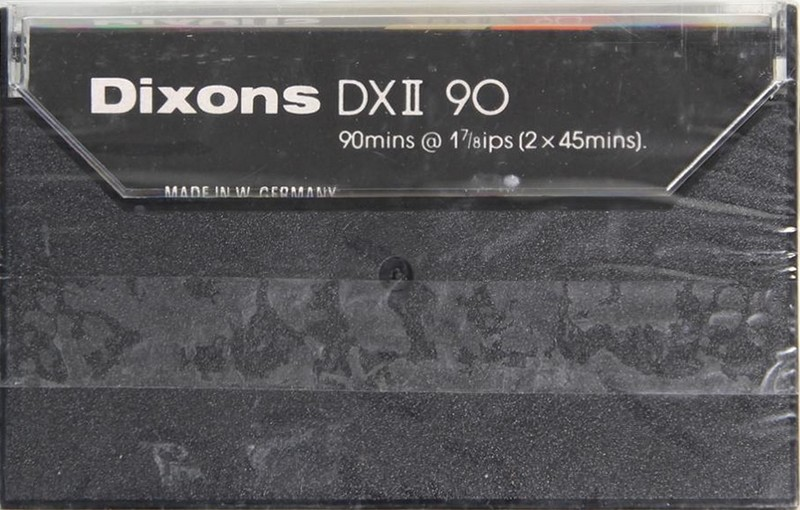 Dixons DXII 90
90mins @ 1⅞ips (2×45mins).
MADE IN W. GERMANY